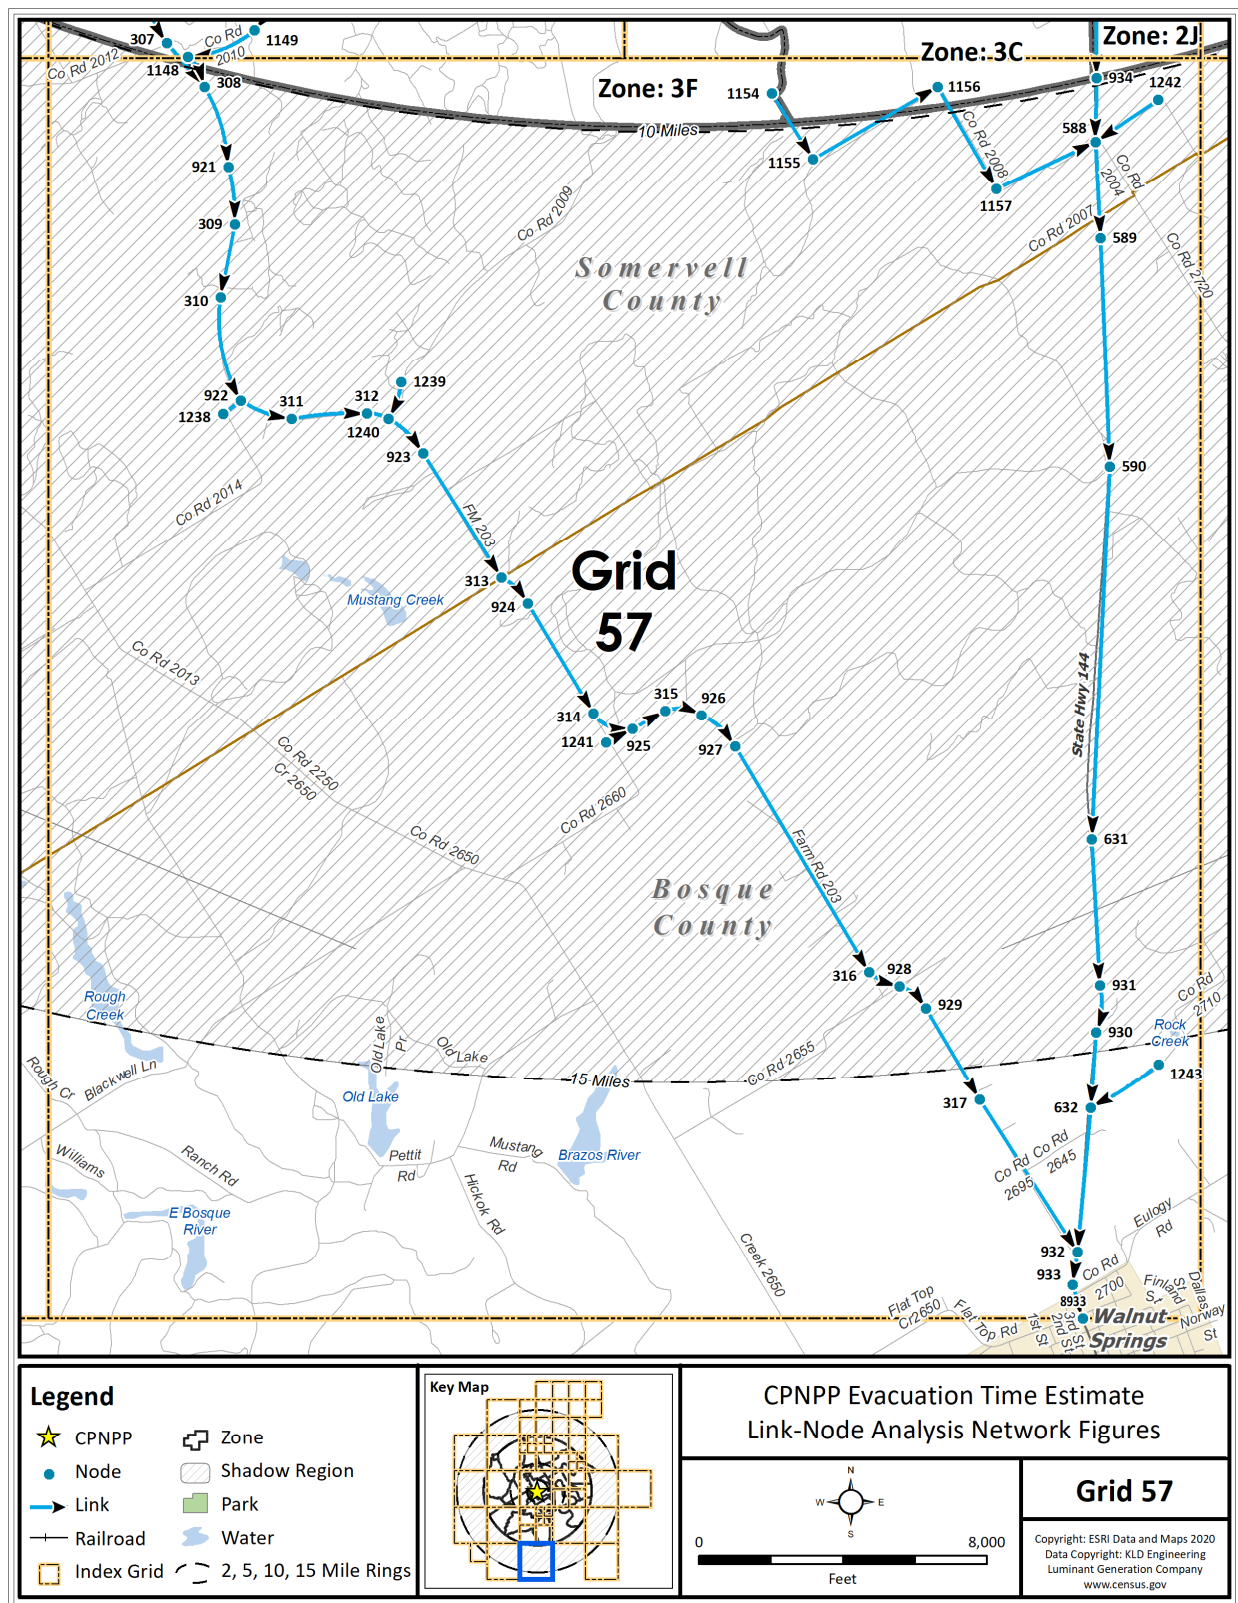 307
Co Rd
2010
1149
Co Rd 2012
1148
308
Zone: 3F
Zone: 3C
Zone: 2J
1154
1156
934
1242
10 Miles
588
1155
Co Rd 2008
1157
Co Rd
2004
921
309
Co Rd 2009
Co Rd 2007
589
Co Rd 2720
Somervell
County
310
1239
922
311
312
1238
1240
923
590
Co Rd 2014
FM 203
313
Grid
57
924
Mustang Creek
Co Rd 2013
State Hwy 144
314
315
926
1241
925
927
Co Rd 2250
Cr 2650
Co Rd 2660
Co Rd 2650
Farm Rd 203
631
Bosque
County
316
928
929
931
Co Rd
2710
Rough
Creek
930
Rock
Creek
Old Lake
Pr
Old Lake
Co Rd 2655
15 Miles
Rough Cr
Blackwell Ln
Old Lake
1243
317
632
Williams
Ranch Rd
Pettit
Rd
Mustang
Rd
Brazos River
Co Rd
2695
Co Rd
2645
Hickok Rd
E Bosque
River
Creek 2650
Eulogy
Rd
932
933
Co Rd
2700
8933
Finland
St
Dallas
St
Norway
St
Flat Top
Cr2650
Flat Top Rd
1st St
2nd St
3rd St
Walnut
Springs
Legend
CPNPP
Node
Link
Railroad
Index Grid
Zone
Shadow Region
Park
Water
2, 5, 10, 15 Mile Rings
Key Map
CPNPP Evacuation Time Estimate
Link-Node Analysis Network Figures
N
W E
S
0 8,000
Feet
Grid 57
Copyright: ESRI Data and Maps 2020
Data Copyright: KLD Engineering
Luminant Generation Company
www.census.gov